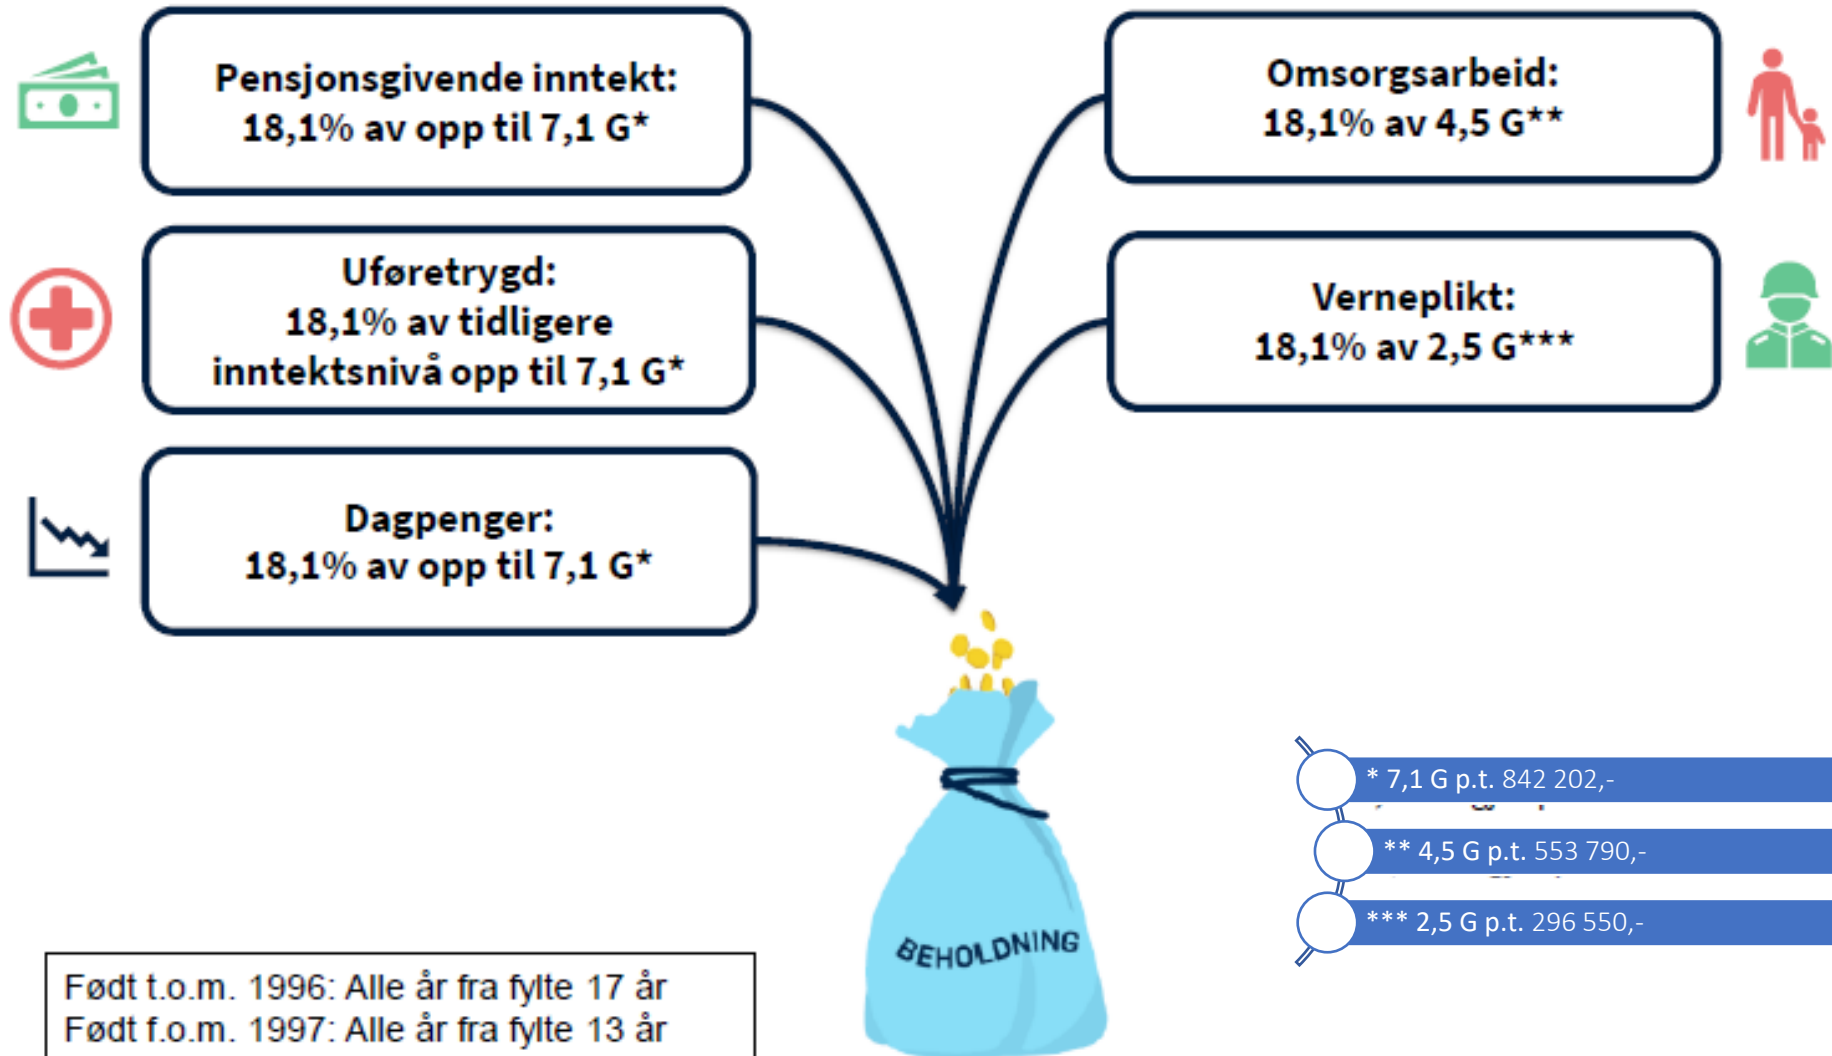 Pensjonsgivende inntekt:
18,1% av opp til 7,1 G*
Uføretrygd:
18,1% av tidligere
inntektsnivå opp til 7,1 G*
Dagpenger:
18,1% av opp til 7,1 G*
Omsorgsarbeid:
18,1% av 4,5 G**
Verneplikt:
18,1% av 2,5 G***
BEHOLDNING
* 7,1 G p.t. 842 202,-
** 4,5 G p.t. 553 790,-
*** 2,5 G p.t. 296 550,-
Født t.o.m. 1996: Alle år fra fylte 17 år
Født f.o.m. 1997: Alle år fra fylte 13 år